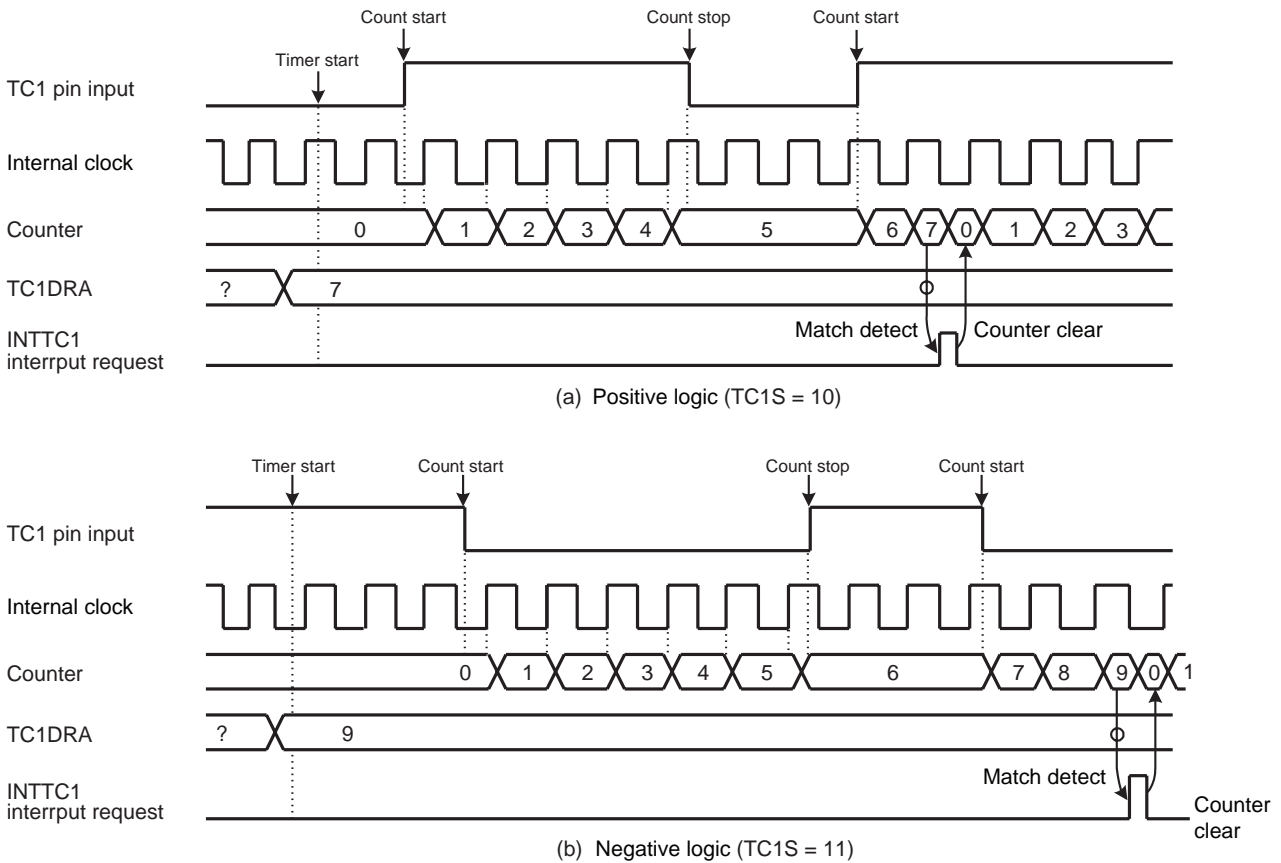 Count start Count stop Count start
Timer start
TC1 pin input
Internal clock
Counter 0 1 2 3 4 5 6 7 0 1 2 3
TC1DRA ? 7
INTTC1
interrput request
Match detect Counter clear
(a) Positive logic (TC1S = 10)
Timer start Count start Count stop Count start
TC1 pin input
Internal clock
Counter 0 1 2 3 4 5 6 7 8 9 0 1
TC1DRA ? 9
INTTC1
interrput request
Match detect
Counter
clear
(b) Negative logic (TC1S = 11)